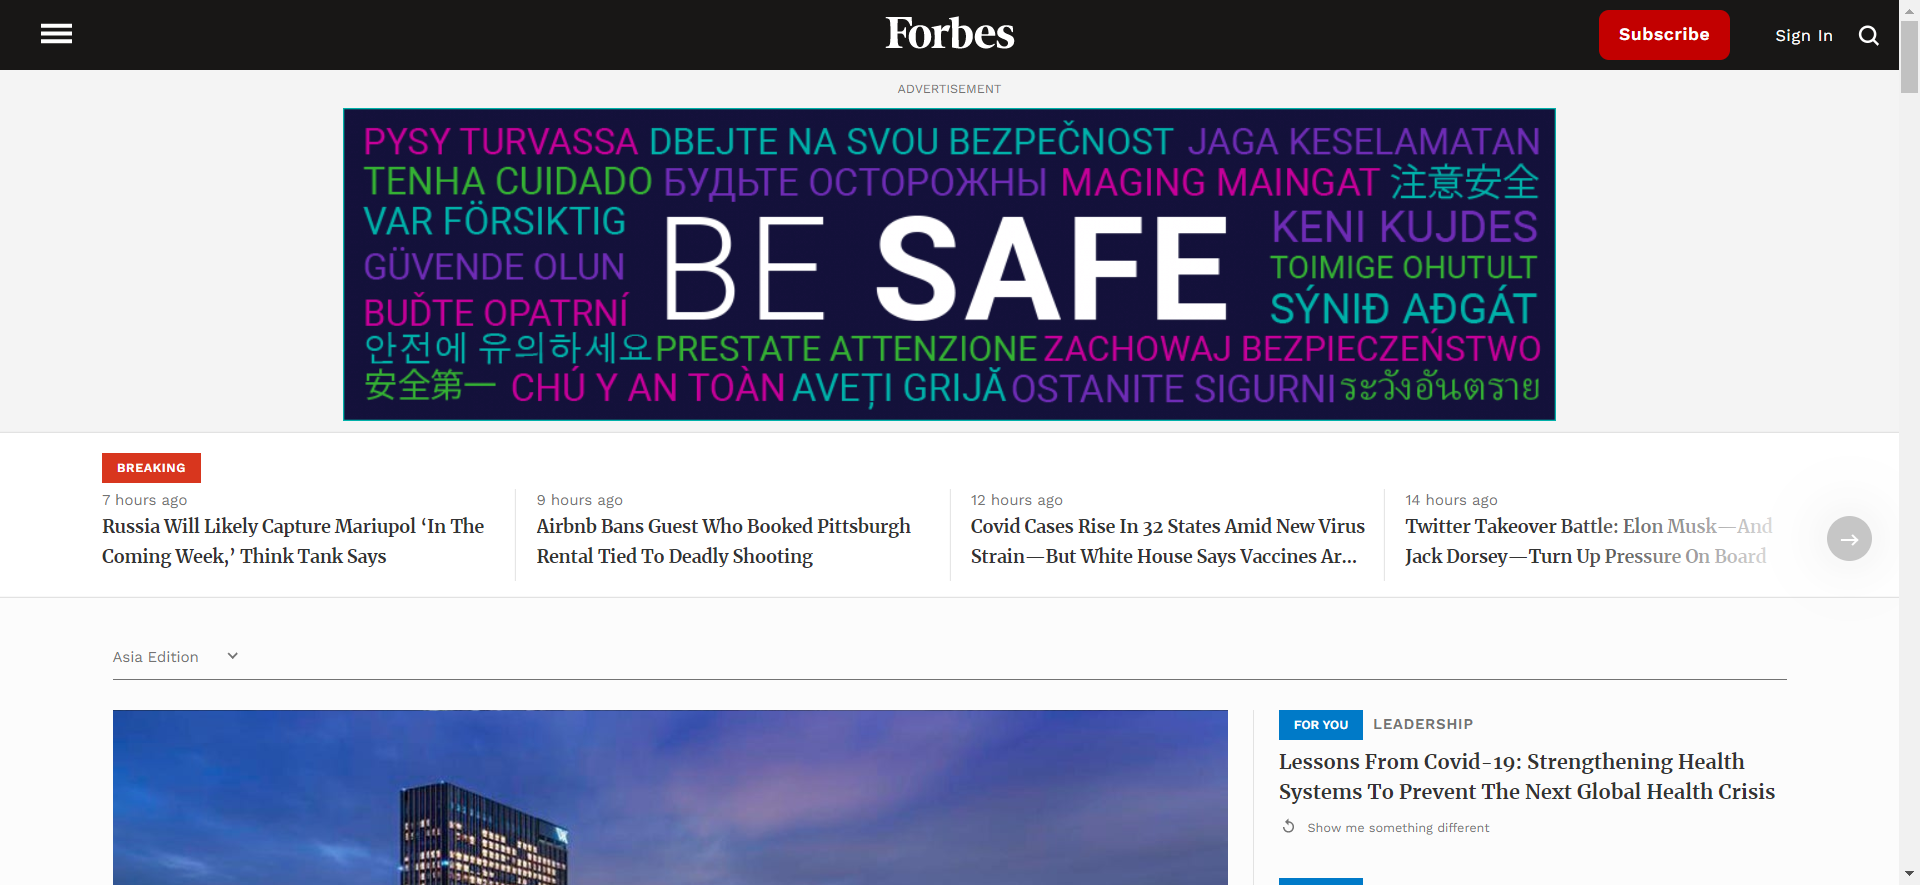 Forbes
Subscribe
Sign In
ADVERTISEMENT
PYSY TURVASSA DBEJTE NA SVOU BEZPEČNOST JAGA KESELAMATAN
TENHA CUIDADO БУДЬТЕ ОСТОРОЖНЫ MAGING MAINGAT 注意安全
VAR FÖRSIKTIG
KENI KUJDES
GÜVENDE OLUN
BE SAFE
TOIMIGE OHUTULT
BUĎTE OPATRNÍ
SÝNIÐ AÐGÁT
안전에 유의하세요 PRESTATE ATTENZIONE ZACHOWAJ BEZPIECZEŃSTWO
安全第一 CHÚ Ý AN TOÀN AVEȚI GRIJĂ OSTANITE SIGURNI ระวังอันตราย
BREAKING
7 hours ago
Russia Will Likely Capture Mariupol ‘In The
Coming Week,’ Think Tank Says
9 hours ago
Airbnb Bans Guest Who Booked Pittsburgh
Rental Tied To Deadly Shooting
12 hours ago
Covid Cases Rise In 32 States Amid New Virus
Strain—But White House Says Vaccines Ar...
14 hours ago
Twitter Takeover Battle: Elon Musk—And
Jack Dorsey—Turn Up Pressure On Board
Asia Edition
FOR YOU LEADERSHIP
Lessons From Covid-19: Strengthening Health
Systems To Prevent The Next Global Health Crisis
Show me something different